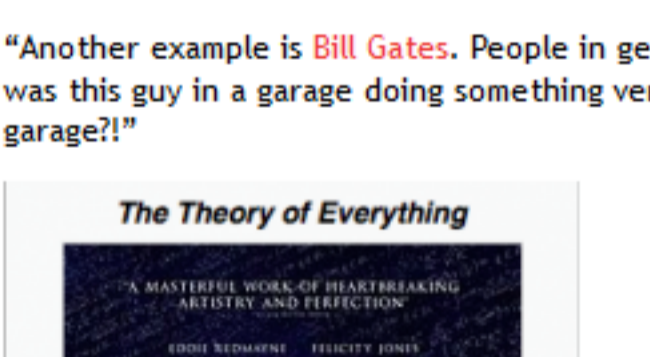 “Another example is Bill Gates. People in ge
was this guy in a garage doing something ver
garage?!”
The Theory of Everything
"A MASTERFUL WORK OF HEARTBREAKING
ARTISTRY AND PERFECTION"
EDDIE REDMAYNE FELICITY JONES